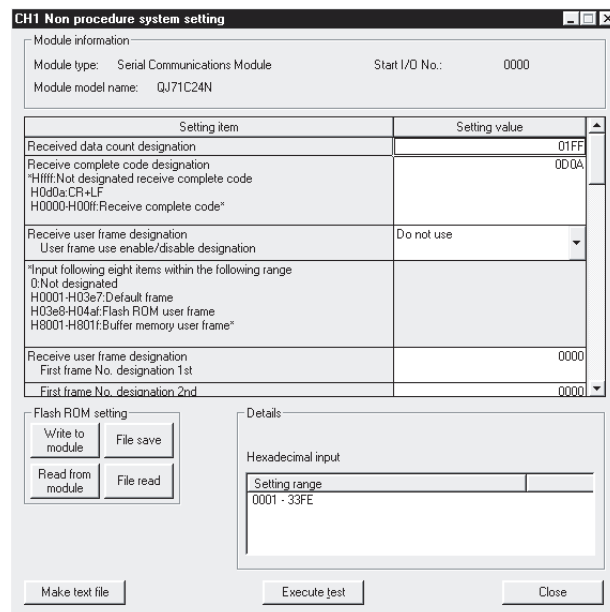 CH1 Non procedure system setting
Module information
Module type: Serial Communications Module Start I/O No.: 0000
Module model name: QJ71C24N
Setting item Setting value
Received data count designation 01FF
Receive complete code designation 0D0A
*Hffff:Not designated receive complete code
H0d0a:CR+LF
H0000-H00ff:Receive complete code*
Receive user frame designation Do not use
User frame use enable/disable designation
*Input following eight items within the following range
0:Not designated
H0001-H03e7:Default frame
H03e8-H04af:Flash ROM user frame
H8001-H801f:Buffer memory user frame*
Receive user frame designation 0000
First frame No. designation 1st
First frame No. designation 2nd 0000
Flash ROM setting
Write to module
File save
Read from module
File read
Details
Hexadecimal input
Setting range
0001 - 33FE
Make text file Execute test Close